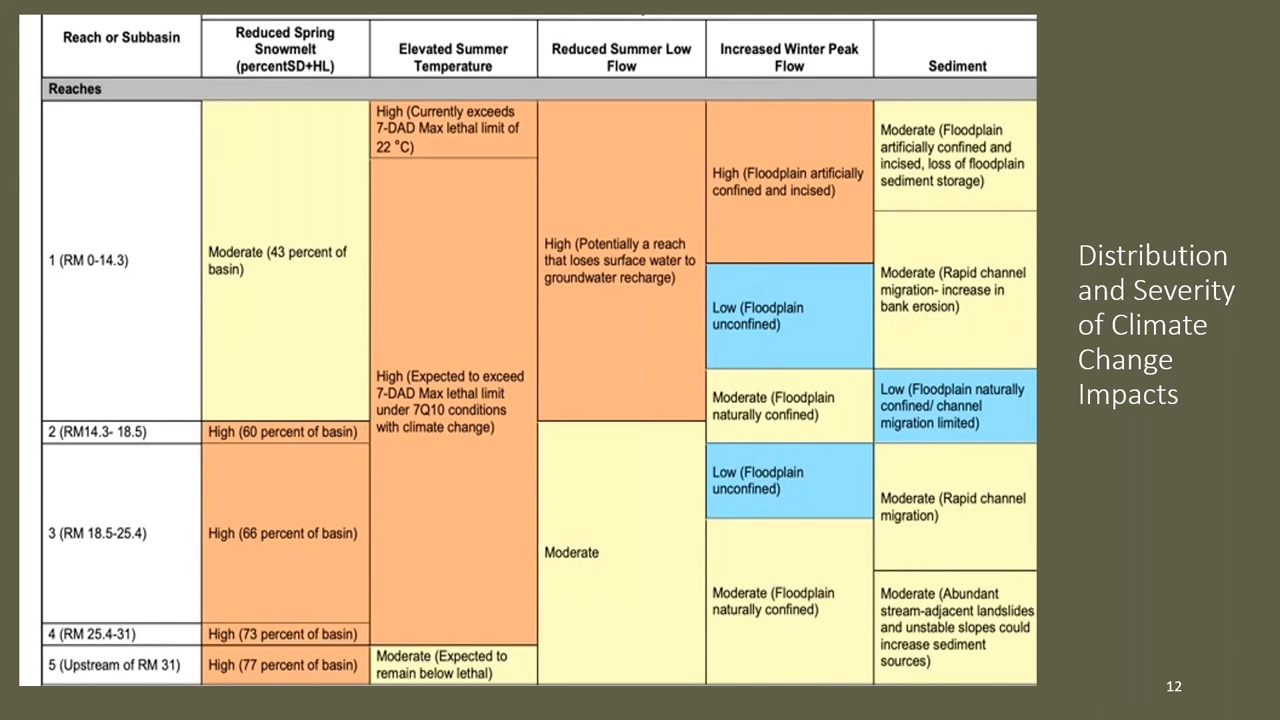 Reach or Subbasin
Reduced Spring
Snowmelt
(percentSD+HL)
Elevated Summer
Temperature
Reduced Summer Low
Flow
Increased Winter Peak
Flow
Sediment
Reaches
1 (RM 0-14.3)
Moderate (43 percent of
basin)
High (Currently exceeds
7-DAD Max lethal limit of
22 °C)
High (Expected to exceed
7-DAD Max lethal limit
under 7Q10 conditions
with climate change)
High (Potentially a reach
that loses surface water to
groundwater recharge)
High (Floodplain artificially
confined and incised)
Low (Floodplain
unconfined)
Moderate (Floodplain
naturally confined)
Moderate (Floodplain
artificially confined and
incised, loss of floodplain
sediment storage)
Moderate (Rapid channel
migration- increase in
bank erosion)
Low (Floodplain naturally
confined/ channel
migration limited)
2 (RM14.3- 18.5)
High (60 percent of basin)
3 (RM 18.5-25.4)
High (66 percent of basin)
Moderate
Low (Floodplain
unconfined)
Moderate (Floodplain
naturally confined)
Moderate (Rapid channel
migration)
Moderate (Abundant
stream-adjacent landslides
and unstable slopes could
increase sediment
sources)
4 (RM 25.4-31)
High (73 percent of basin)
5 (Upstream of RM 31)
High (77 percent of basin)
Moderate (Expected to
remain below lethal)
Distribution
and Severity
of Climate
Change
Impacts
12